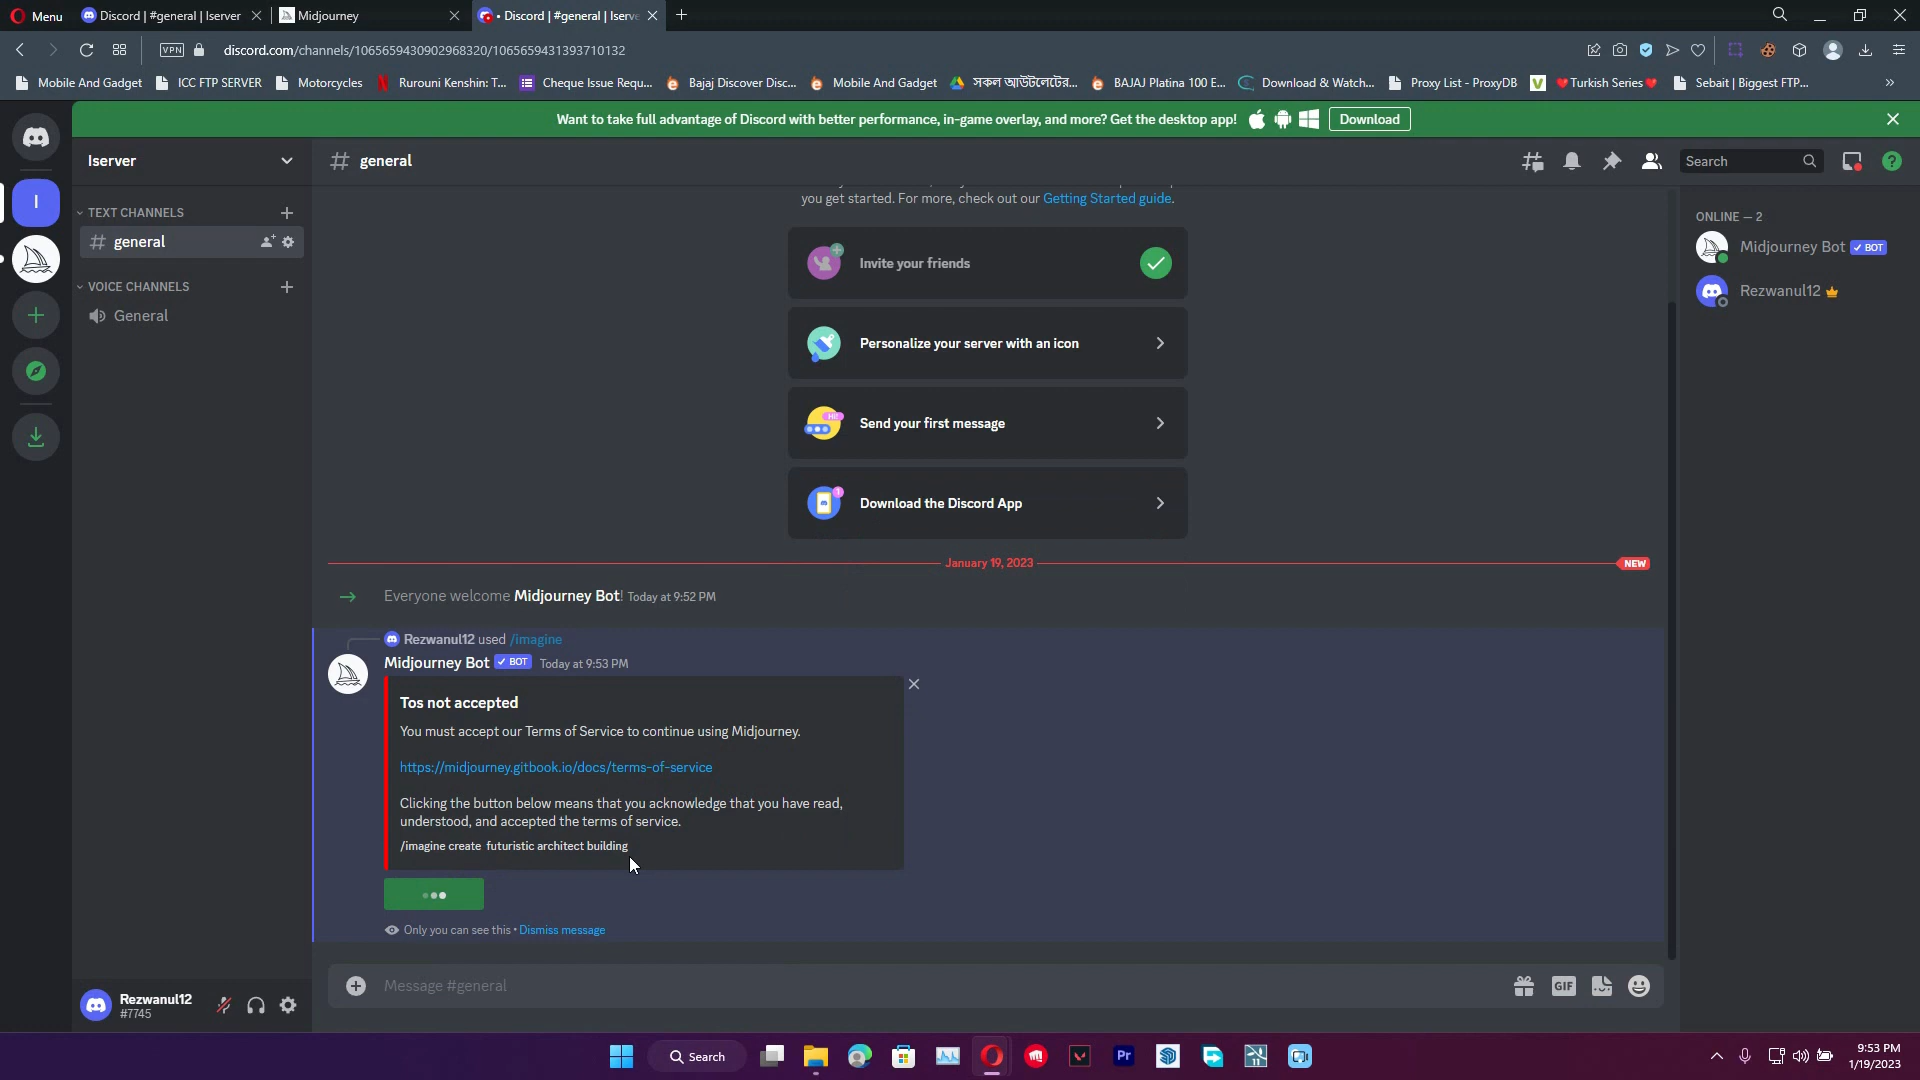 Menu
Discord | #general | Iserver
Midjourney
• Discord | #general | Iserve
VPN
discord.com/channels/1065659430902968320/1065659431393710132
Mobile And Gadget
ICC FTP SERVER
Motorcycles
Rurouni Kenshin: T...
Cheque Issue Requ...
Bajaj Discover Disc...
Mobile And Gadget
সকল আউটলেটের...
BAJAJ Platina 100 E...
Download & Watch...
Proxy List - ProxyDB
❤️Turkish Series❤️
Sebait | Biggest FTP...
Want to take full advantage of Discord with better performance, in-game overlay, and more? Get the desktop app!
Download
Iserver
general
Search
I
TEXT CHANNELS
general
VOICE CHANNELS
General
you get started. For more, check out our Getting Started guide.
Invite your friends
Personalize your server with an icon
Hi!
Send your first message
Download the Discord App
January 19, 2023
NEW
Everyone welcome Midjourney Bot! Today at 9:52 PM
Rezwanul12 used /imagine
Midjourney Bot ✓ BOT Today at 9:53 PM
Tos not accepted
You must accept our Terms of Service to continue using Midjourney.
https://midjourney.gitbook.io/docs/terms-of-service
Clicking the button below means that you acknowledge that you have read,
understood, and accepted the terms of service.
/imagine create futuristic architect building
Only you can see this • Dismiss message
Message #general
GIF
ONLINE — 2
Midjourney Bot ✓ BOT
Rezwanul12
Rezwanul12
#7745
Search
Pr
11
9:53 PM
1/19/2023